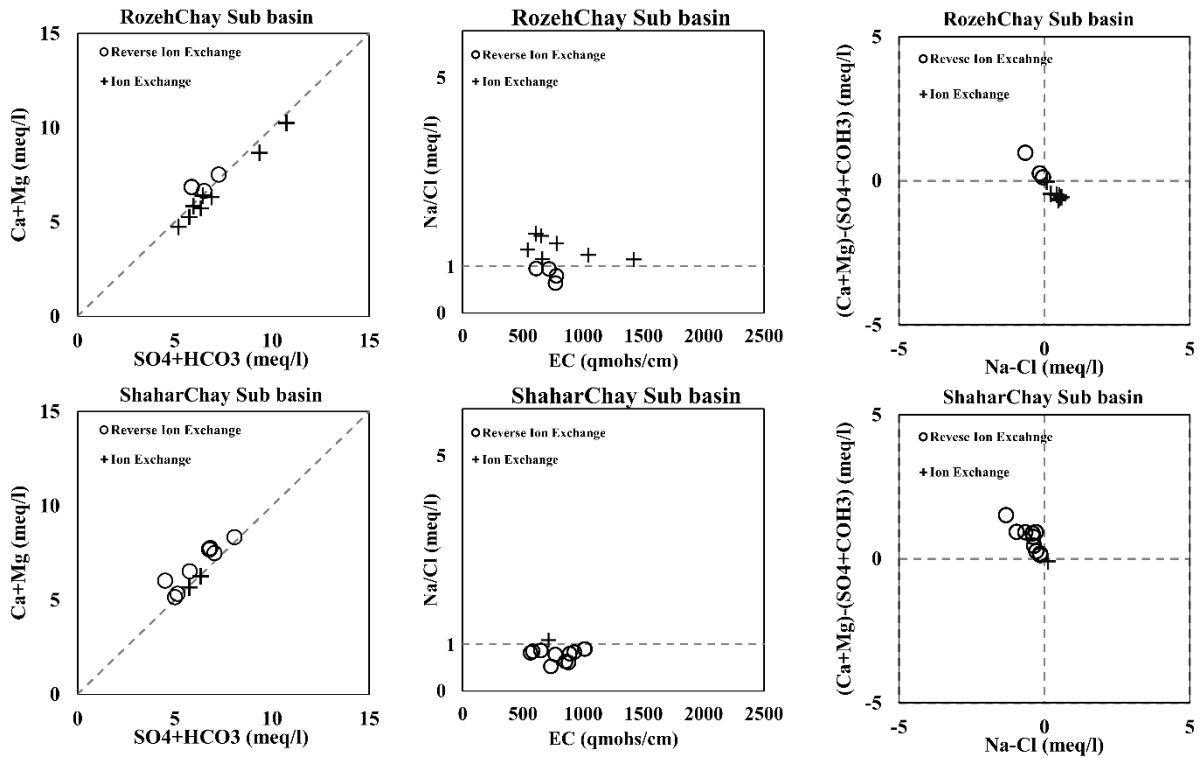 RozehChay Sub basin
15
10
5
0
Ca+Mg (meq/l)
Reverse Ion Exchange
Ion Exchange
0
5
10
15
SO4+HCO3 (meq/l)
RozehChay Sub basin
5
1
0
Na/Cl (meq/l)
Reverse Ion Exchange
Ion Exchange
0
500
1000
1500
2000
2500
EC (qmohs/cm)
RozehChay Sub basin
5
0
-5
(Ca+Mg)-(SO4+COH3) (meq/l)
Revese Ion Excahnge
Ion Exchange
-5
0
5
Na-Cl (meq/l)
ShaharChay Sub basin
15
10
5
0
Ca+Mg (meq/l)
Reverse Ion Exchange
Ion Exchange
0
5
10
15
SO4+HCO3 (meq/l)
ShaharChay Sub basin
5
1
0
Na/Cl (meq/l)
Reverse Ion Exchange
Ion Exchange
0
500
1000
1500
2000
2500
EC (qmohs/cm)
ShaharChay Sub basin
5
0
-5
(Ca+Mg)-(SO4+COH3) (meq/l)
Revese Ion Excahnge
Ion Exchange
-5
0
5
Na-Cl (meq/l)